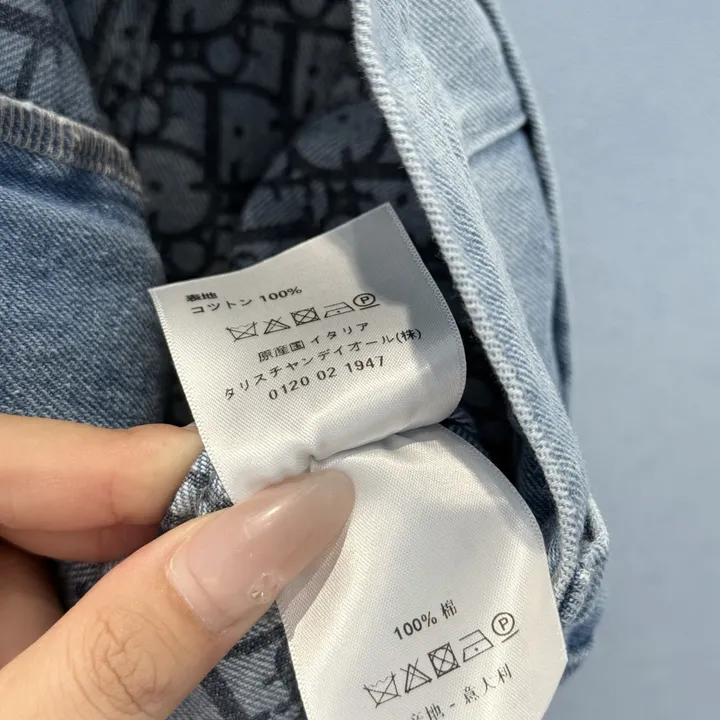 表地
コットン 100%
P
原産国イタリア
タリスチャンディオール(株)
0120 02 1947
100% 棉
P
产地 - 意大利